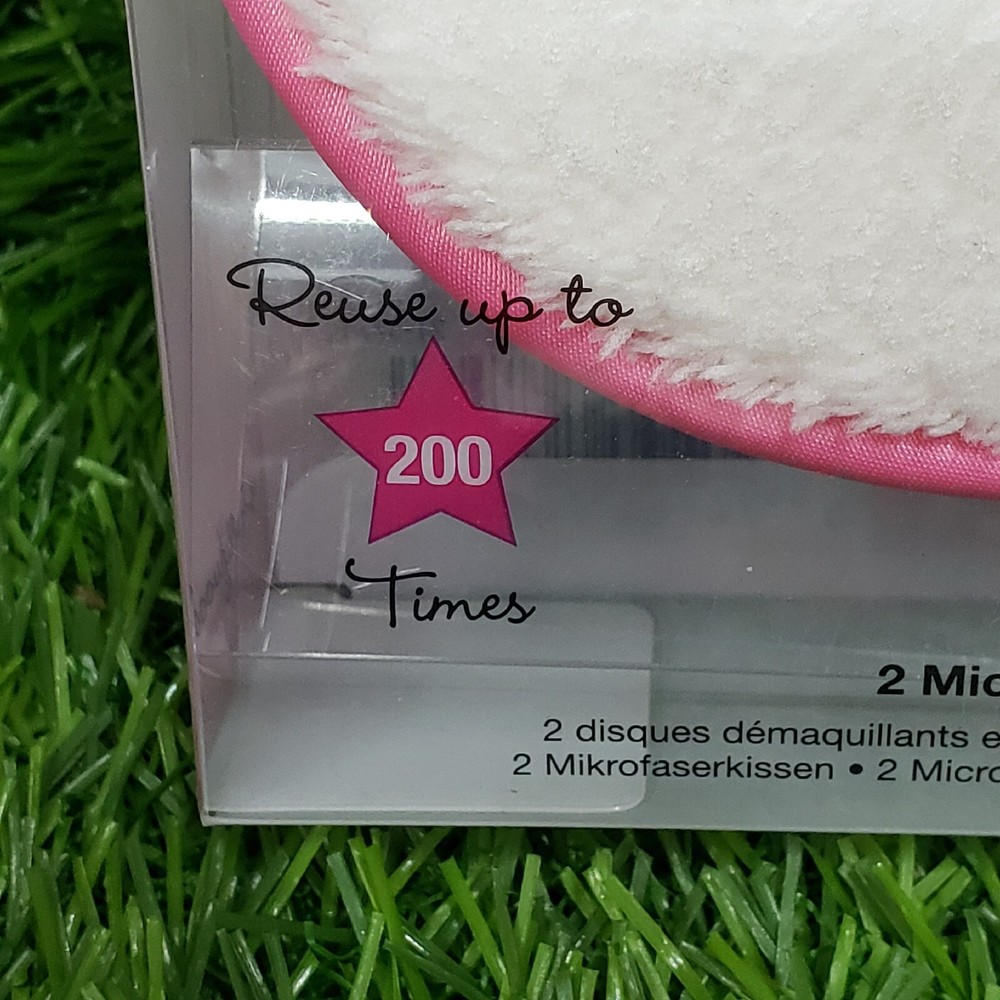 Reuse up to
200
Times
2 Mic
2 disques démaquillants e
2 Mikrofaserkissen • 2 Micro